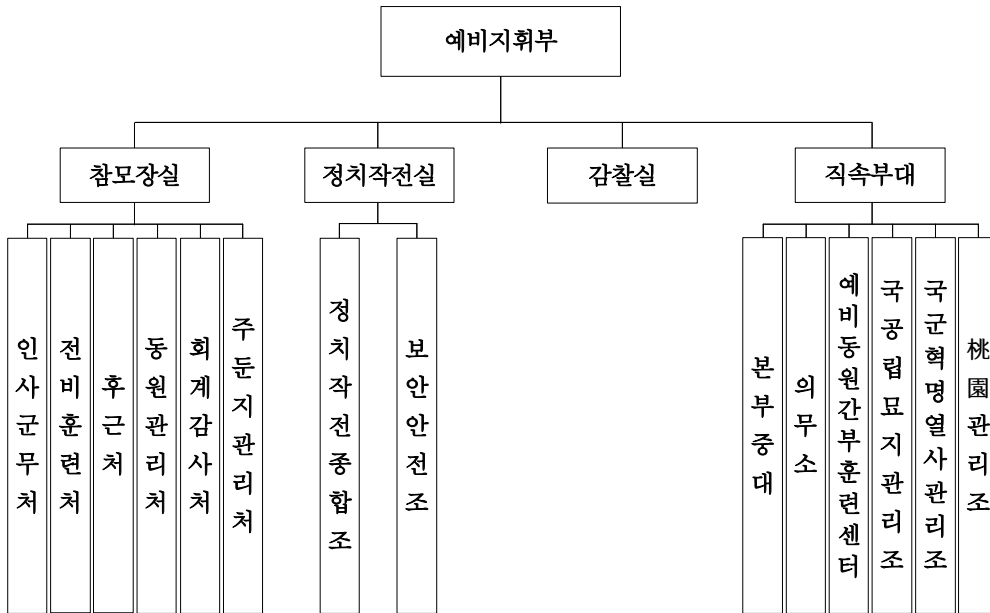 예비지휘부
참모장실
정치작전실
감찰실
직속부대
인사군무처
전비훈련처
후근처
동원관리처
회계감사처
주둔지관리처
정치작전종합조
보안안전조
본부중대
의무소
예비동원간부훈련센터
국공립묘지관리조
국군혁명열사관리조
桃園관리조